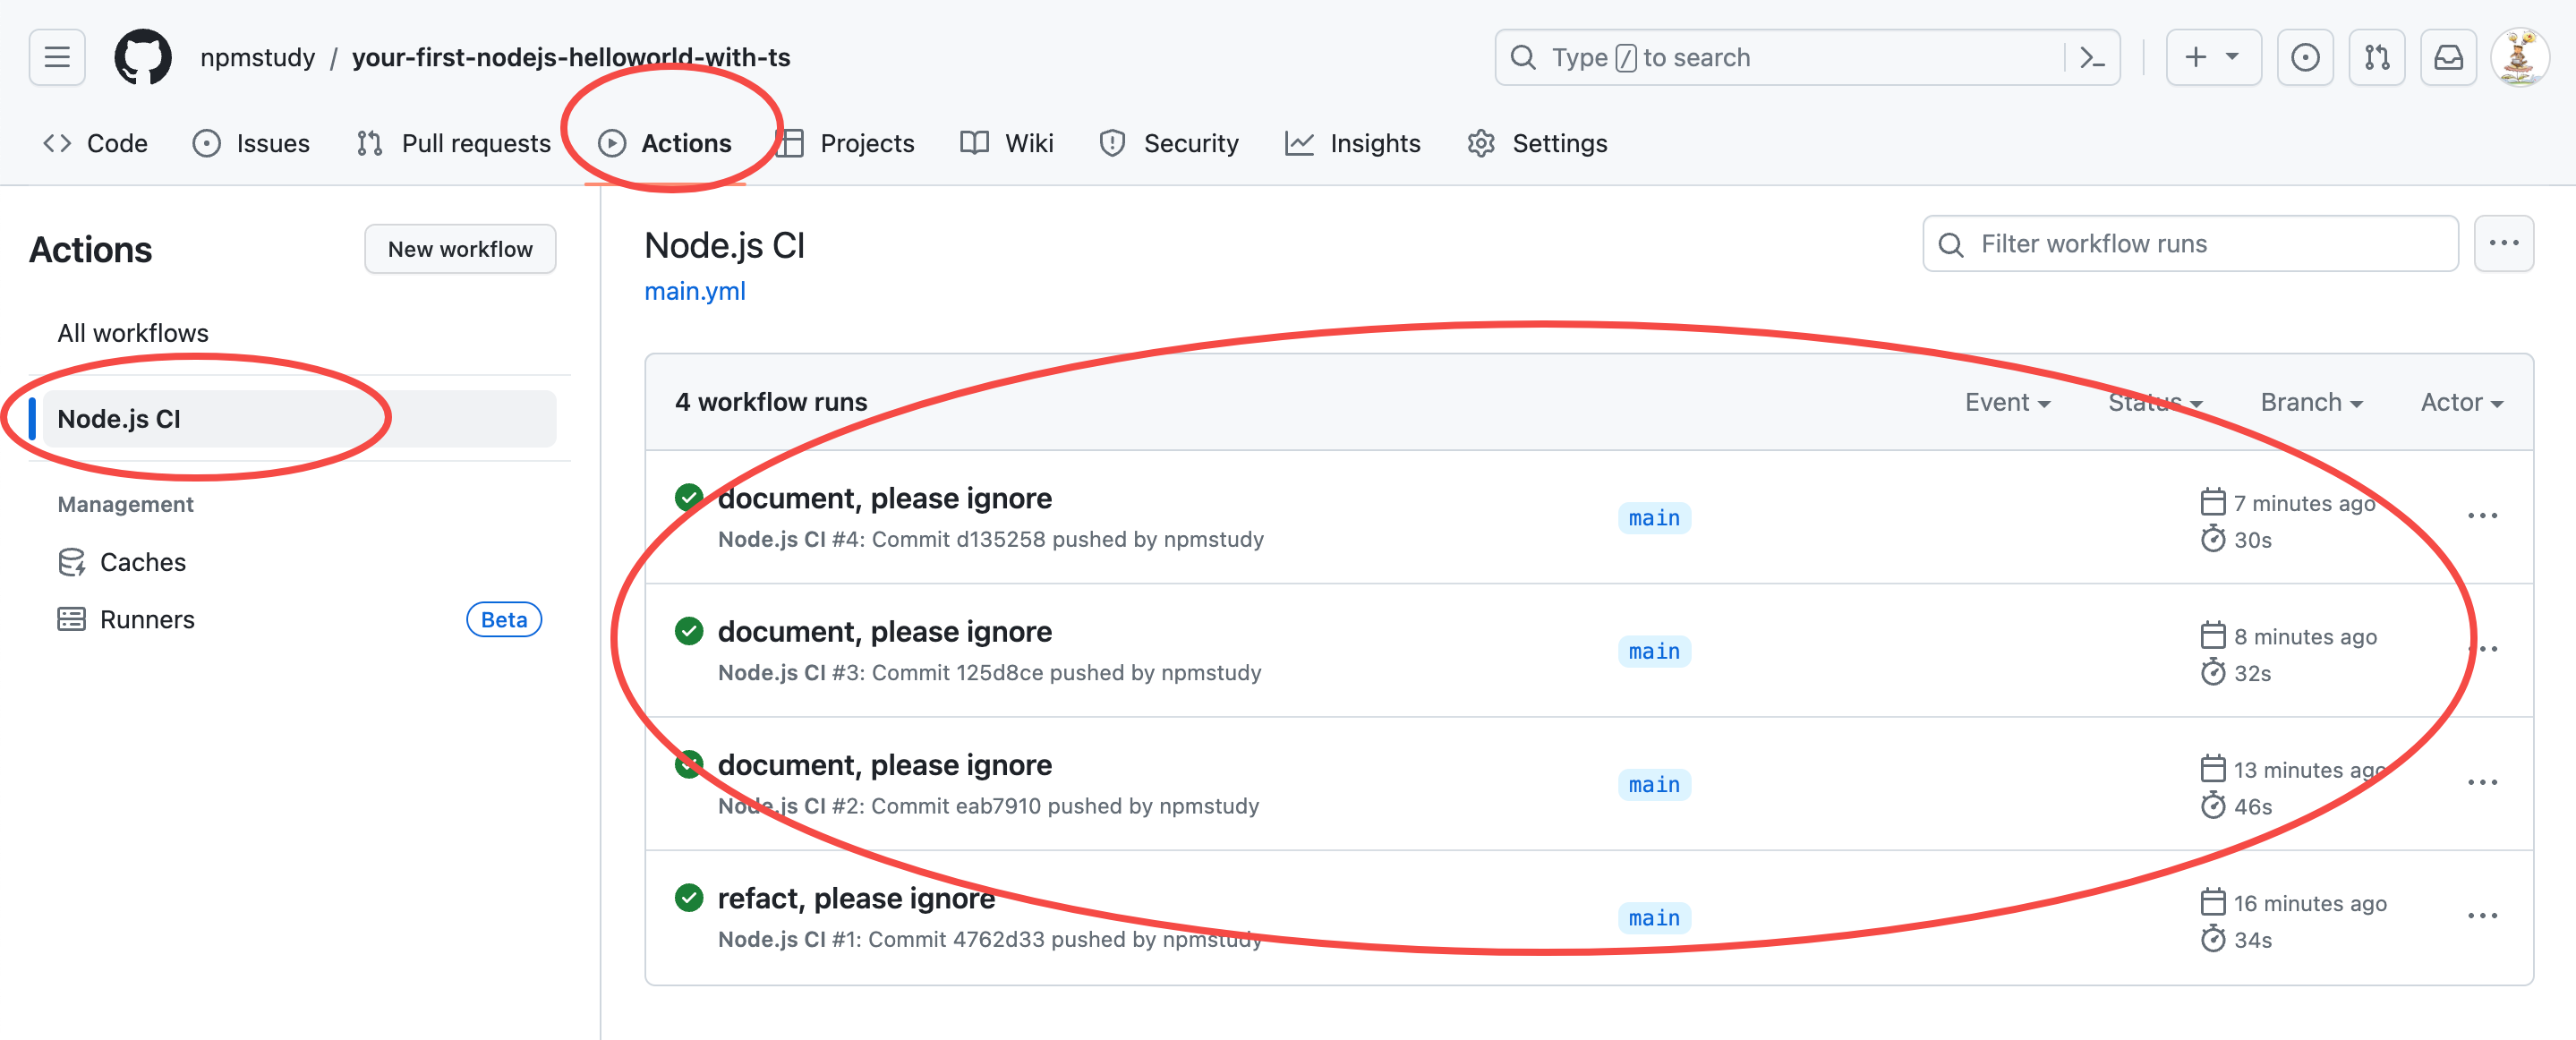 npmstudy / your-first-nodejs-helloworld-with-ts
Type / to search
Code Issues Pull requests Actions Projects Wiki Security Insights Settings
Actions
New workflow
All workflows
Node.js CI
Management
Caches
Runners Beta
Node.js CI
main.yml
Filter workflow runs
4 workflow runs
Event Status Branch Actor
document, please ignore
Node.js CI #4: Commit d135258 pushed by npmstudy
main
7 minutes ago
30s
document, please ignore
Node.js CI #3: Commit 125d8ce pushed by npmstudy
main
8 minutes ago
32s
document, please ignore
Node.js CI #2: Commit eab7910 pushed by npmstudy
main
13 minutes ago
46s
refact, please ignore
Node.js CI #1: Commit 4762d33 pushed by npmstudy
main
16 minutes ago
34s